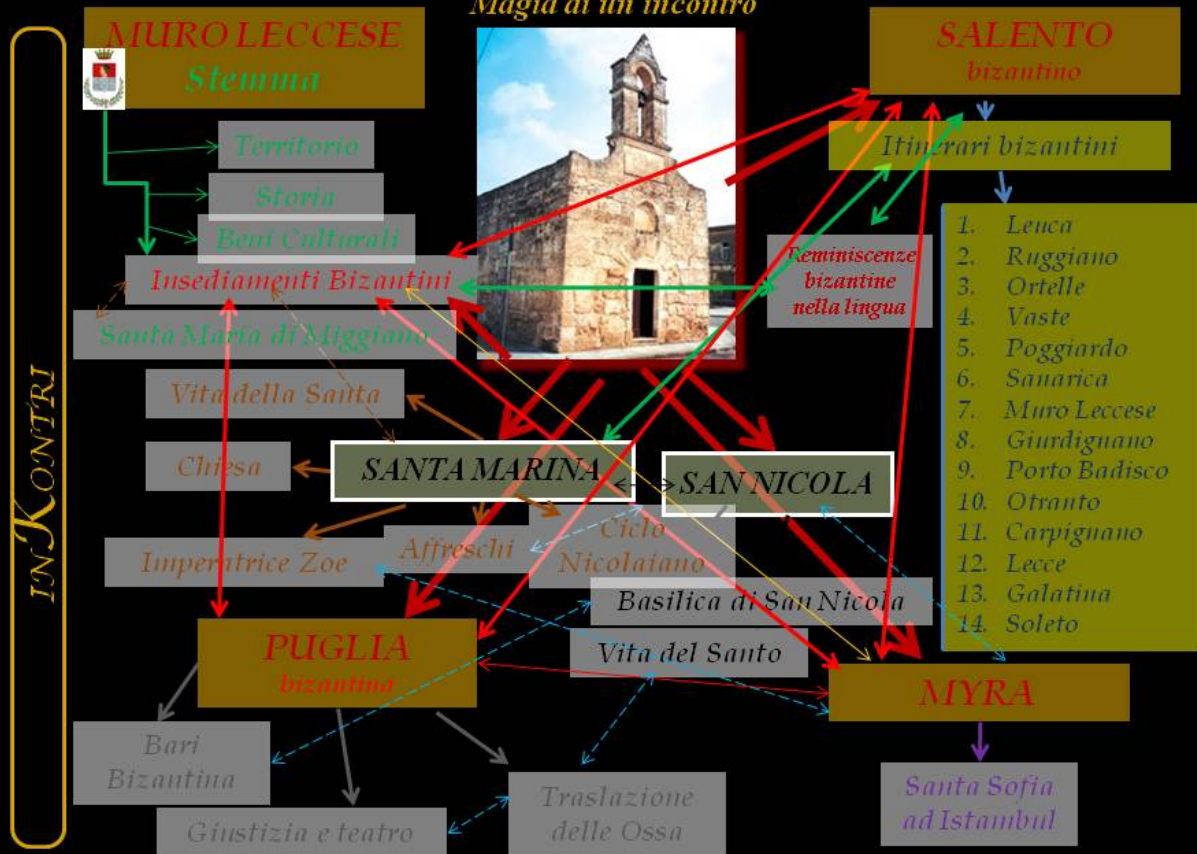 Magia di un incontro
MURO LECCESE
Stemma
SALENTO
bizantino
Territorio
Storia
Beni Culturali
Insediamenti Bizantini
Santa Maria di Miggiano
Itinerari bizantini
Reminiscenze
bizantine
nella lingua
1. Leuca
2. Ruggiano
3. Ortelle
4. Vaste
5. Poggiardo
6. Sanarica
7. Muro Leccese
8. Giurdignano
9. Porto Badisco
10. Otranto
11. Carpignano
12. Lecce
13. Galatina
14. Soleto
INKONTRI
Vita della Santa
Chiesa
SANTA MARINA
SAN NICOLA
Imperatrice Zoe
Affreschi
Ciclo
Nicolaiano
Basilica di San Nicola
Vita del Santo
PUGLIA
bizantina
MYRA
Bari
Bizantina
Giustizia e teatro
Traslazione
delle Ossa
Santa Sofia
ad Istambul